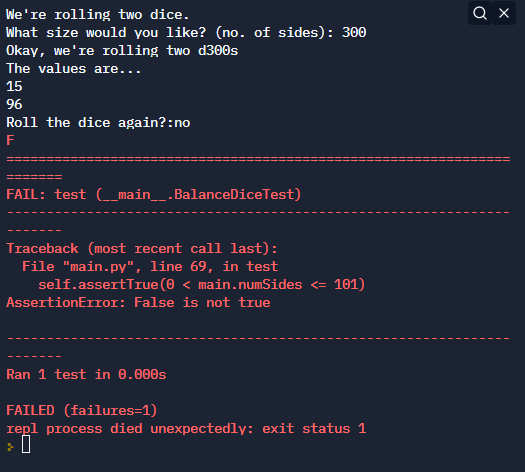 We're rolling two dice.
What size would you like? (no. of sides): 300
Okay, we're rolling two d300s
The values are...
15
96
Roll the dice again?:no
F
===============================================================
=======
FAIL: test (__main__.BalanceDiceTest)
---------------------------------------------------------------
-------
Traceback (most recent call last):
  File "main.py", line 69, in test
    self.assertTrue(0 < main.numSides <= 101)
AssertionError: False is not true

---------------------------------------------------------------
-------
Ran 1 test in 0.000s

FAILED (failures=1)
repl process died unexpectedly: exit status 1
>